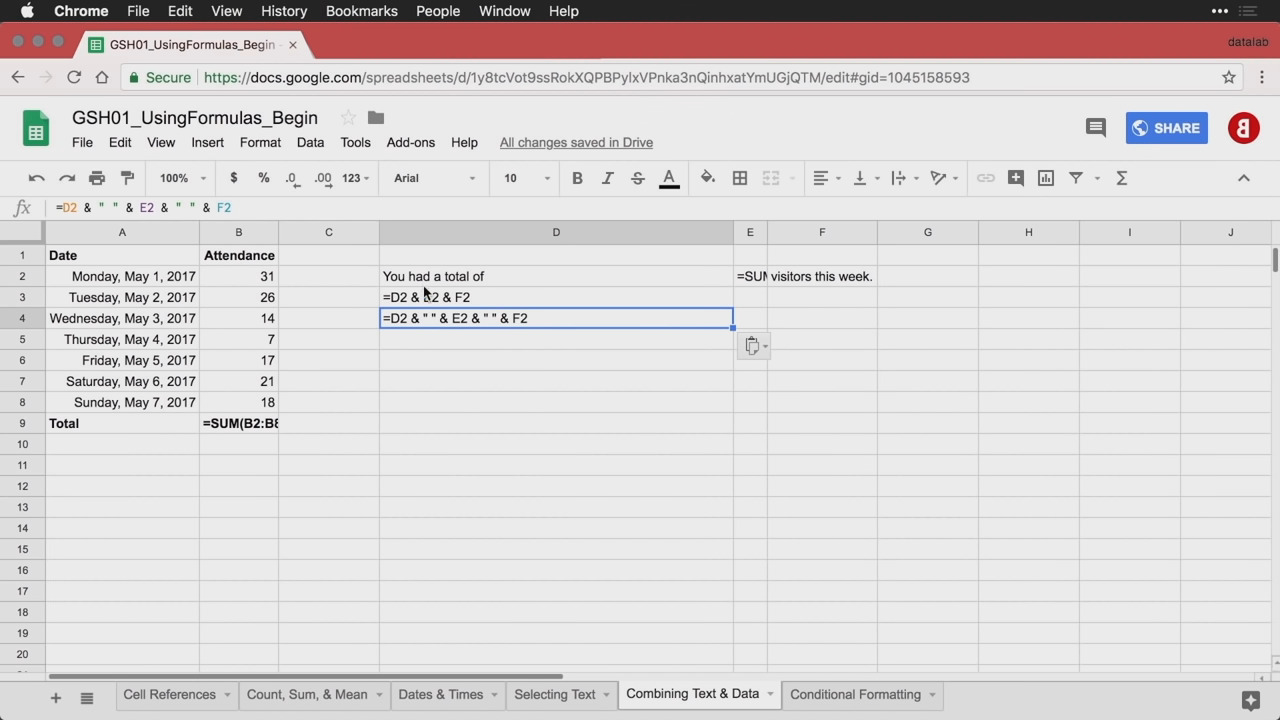 Chrome File Edit View History Bookmarks People Window Help
GSH01_UsingFormulas_Begin - datalab
Secure https://docs.google.com/spreadsheets/d/1y8tcVot9ssRokXQPBPylxVPnka3nQinhxatYmUGjQTM/edit#gid=1045158593
GSH01_UsingFormulas_Begin
File Edit View Insert Format Data Tools Add-ons Help All changes saved in Drive SHARE
100% $ % .0 .00 123 Arial 10 B I S A Σ
fx =D2 & " " & E2 & " " & F2
A B C D E F G H I J
1 Date Attendance
2 Monday, May 1, 2017 31 You had a total of =SUM visitors this week.
3 Tuesday, May 2, 2017 26 =D2 & E2 & F2
4 Wednesday, May 3, 2017 14 =D2 & " " & E2 & " " & F2
5 Thursday, May 4, 2017 7
6 Friday, May 5, 2017 17
7 Saturday, May 6, 2017 21
8 Sunday, May 7, 2017 18
9 Total =SUM(B2:B8
10
11
12
13
14
15
16
17
18
19
20
Cell References Count, Sum, & Mean Dates & Times Selecting Text Combining Text & Data Conditional Formatting